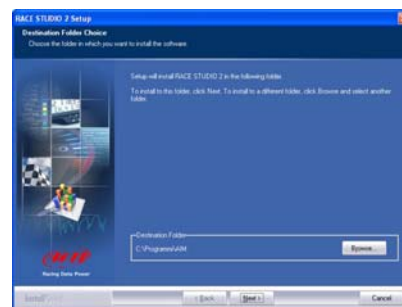 RACE STUDIO 2 Setup
Destination Folder Choice
Choose the folder in which you want to install the software.
Setup will install RACE STUDIO 2 in the following folder.
To install to this folder, click Next. To install to a different folder, click Browse and select another
folder.
Destination Folder
C:\Programmi\AIM
Browse...
Racing Data Power
< Back
Next >
Cancel